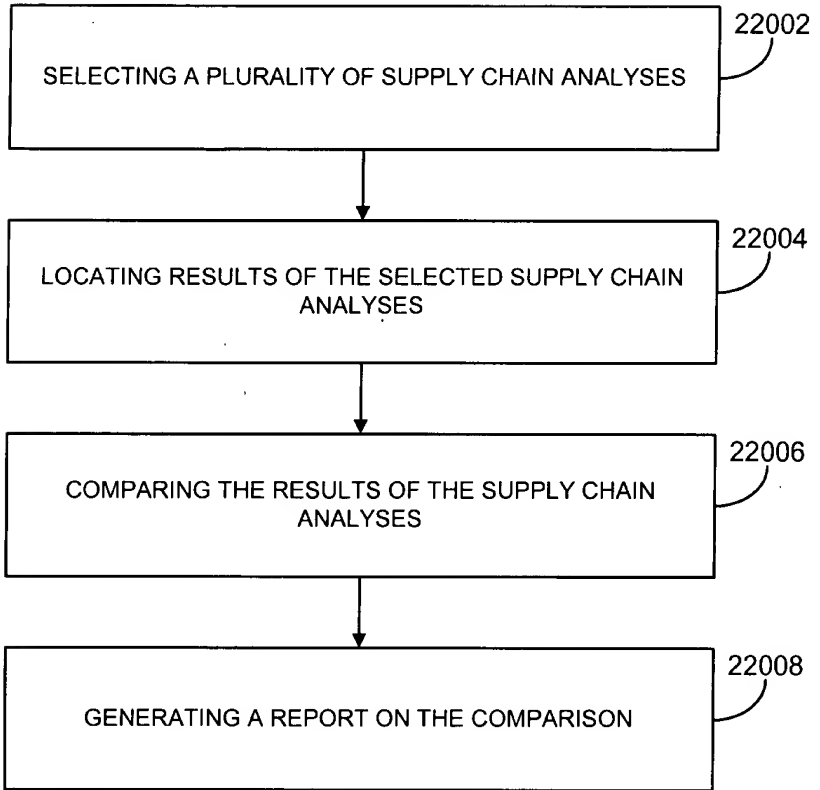 22002
SELECTING A PLURALITY OF SUPPLY CHAIN ANALYSES
22004
LOCATING RESULTS OF THE SELECTED SUPPLY CHAIN
ANALYSES
22006
COMPARING THE RESULTS OF THE SUPPLY CHAIN
ANALYSES
22008
GENERATING A REPORT ON THE COMPARISON